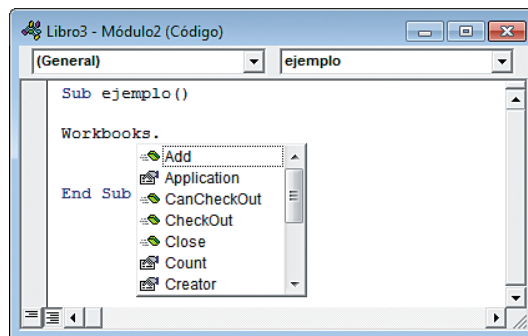 Libro3 - Módulo2 (Código)
(General) ejemplo
Sub ejemplo()
Workbooks.
Add
Application
CanCheckOut
CheckOut
Close
Count
Creator
End Sub